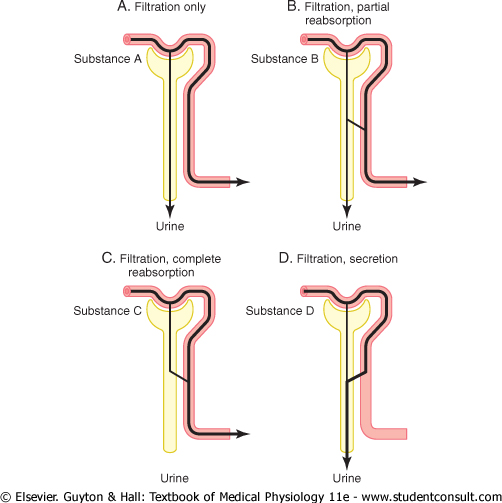 A. Filtration only
Substance A
Urine
B. Filtration, partial
reabsorption
Substance B
Urine
C. Filtration, complete
reabsorption
Substance C
Urine
D. Filtration, secretion
Substance D
Urine
© Elsevier. Guyton & Hall: Textbook of Medical Physiology 11e - www.studentconsult.com